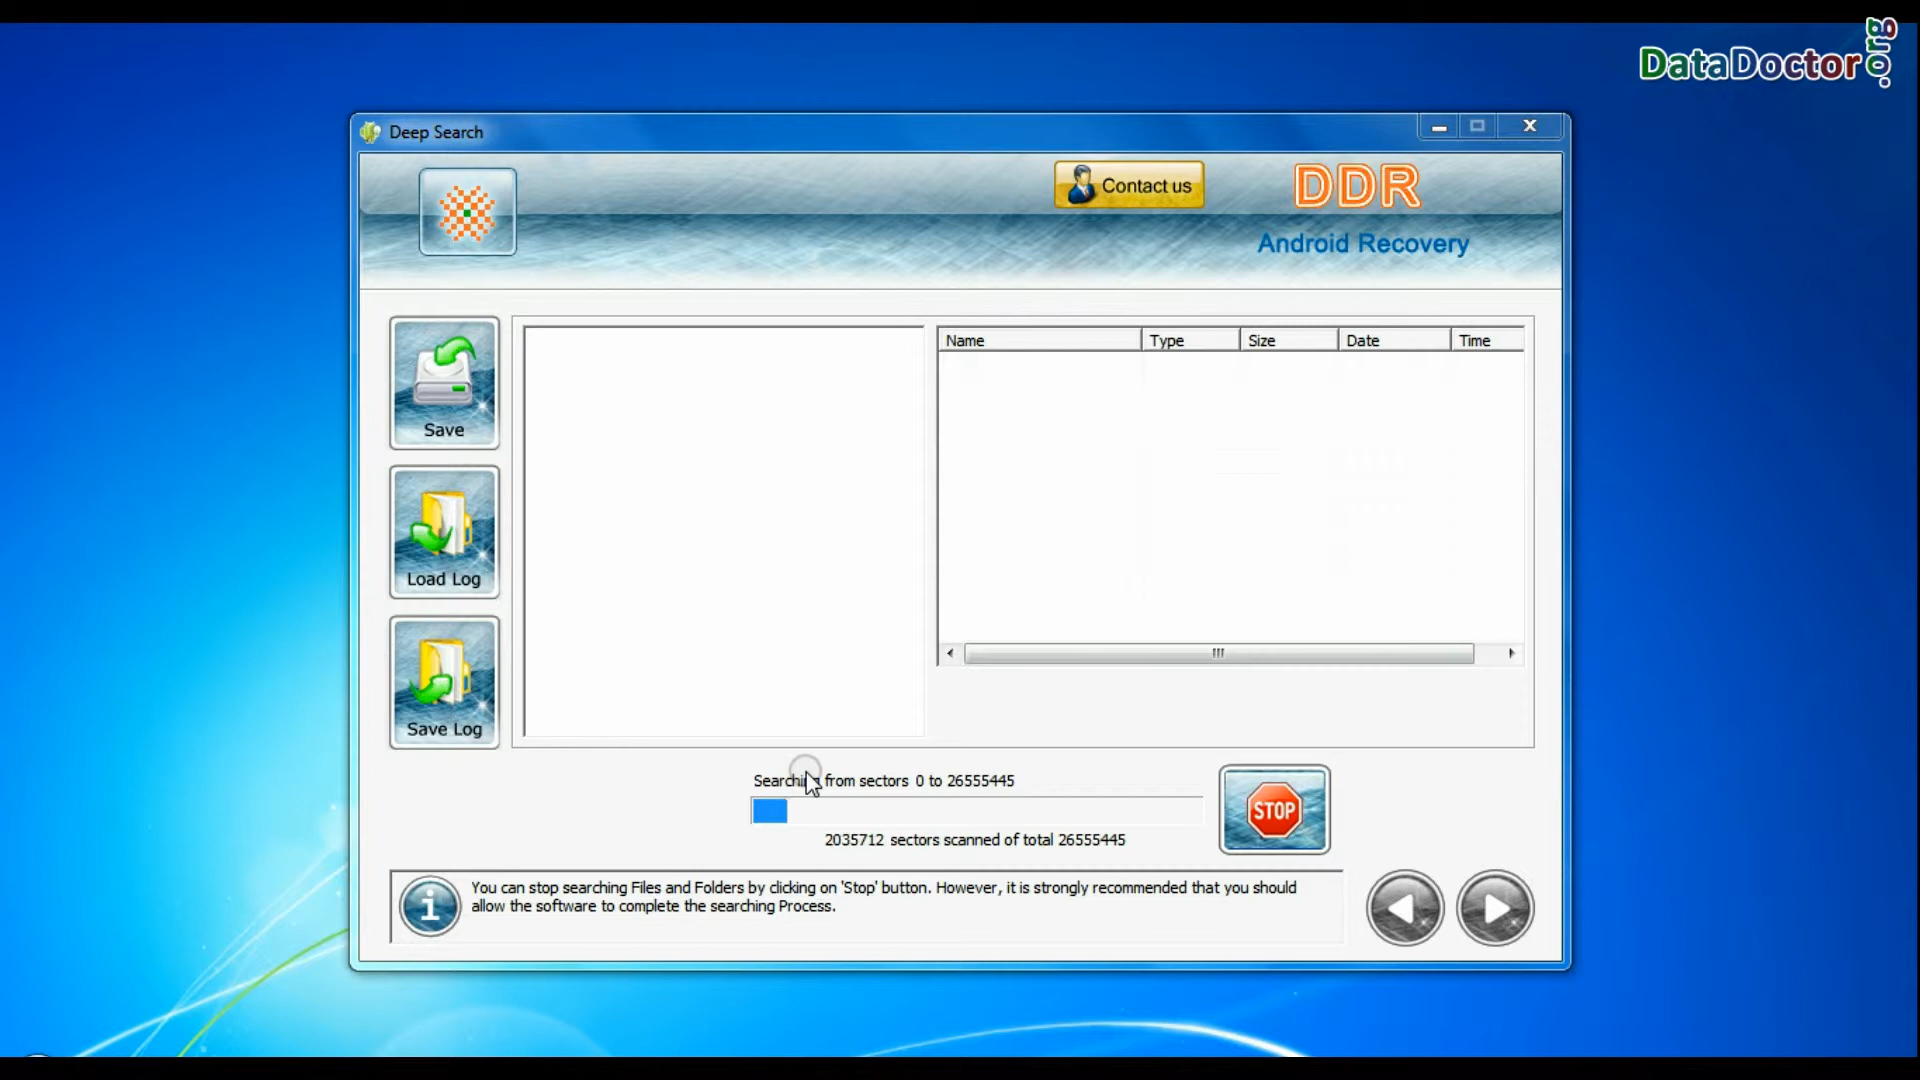 DataDoctor.org
Deep Search
Contact us
DDR
Android Recovery
Save
Load Log
Save Log
Name Type Size Date Time
Searching from sectors 0 to 26555445
STOP
2035712 sectors scanned of total 26555445
You can stop searching Files and Folders by clicking on 'Stop' button. However, it is strongly recommended that you should
allow the software to complete the searching Process.